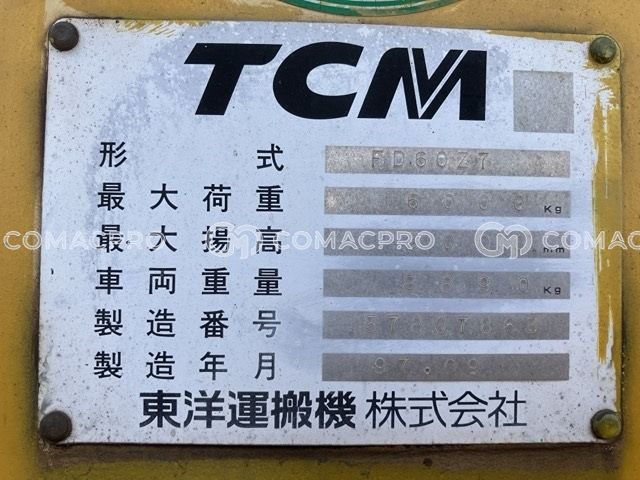 TCM
形式 FD60Z7
最大荷重 Kg
最大揚高 mm
車両重量 Kg
製造番号
製造年月 97.09
東洋運搬機株式会社
COMACPRO COMACPRO COMACPRO